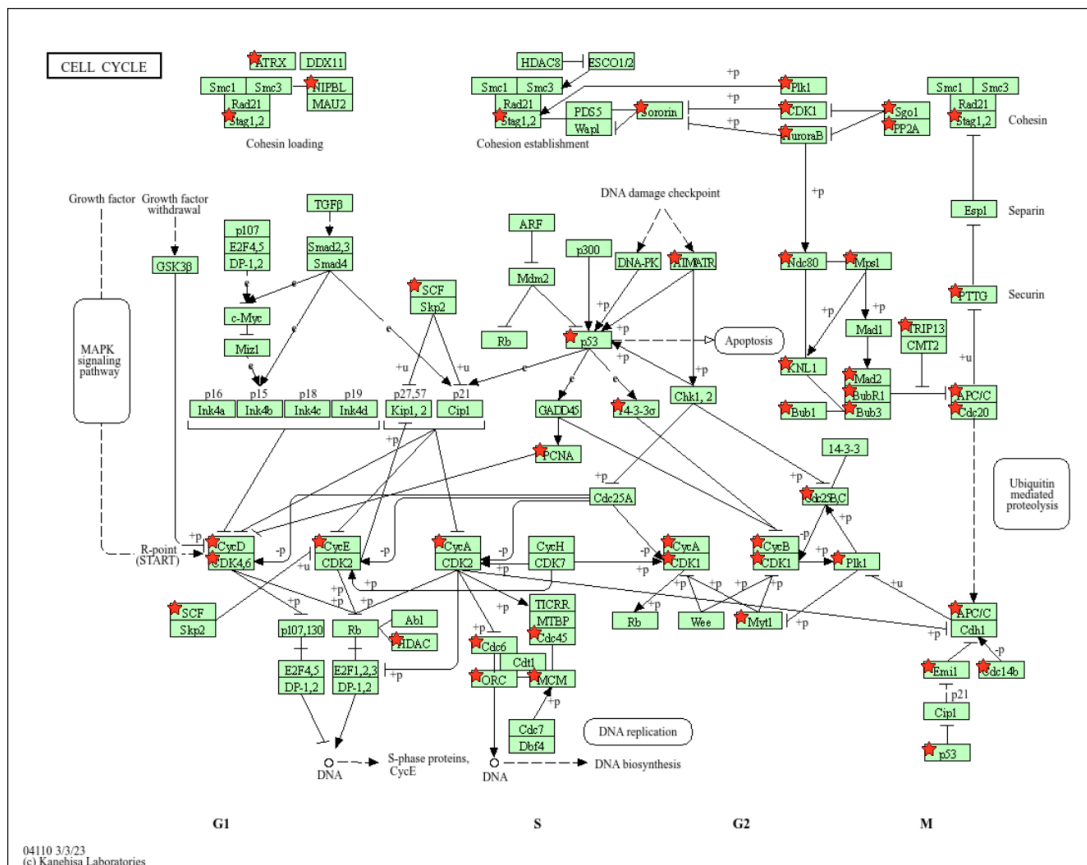 CELL CYCLE
ATRX
DDX11
Smc1
Smc3
NIPBL
MAU2
Rad21
Stag1,2
Cohesin loading
HDAC8
ESCO1/2
Smc1
Smc3
Rad21
Stag1,2
PDS5
Wapl
Sororin
Cohesion establishment
+p
Plk1
+p
CDK1
+p
AuroraB
Sgo1
PP2A
Smc1
Smc3
Rad21
Stag1,2
Cohesin
Growth factor
Growth factor
withdrawal
GSK3β
MAPK
signaling
pathway
p107
E2F4,5
DP-1,2
TGFβ
Smad2,3
Smad4
e
e
e
c-Myc
Miz1
e
SCF
Skp2
+u
+u
ARF
Mdm2
Rb
p300
DNA damage checkpoint
DNA-PK
ATMATR
+p
+p
+p
p53
+p
Apoptosis
e
e
e
+p
Ndc80
Mps1
+p
+p
Mad1
TRIP13
CMT2
KNL1
Mad2
BubR1
Bub3
Bub1
Esp1
Separin
PTTG
Securin
+u
APC/C
Cdc20
p16
Ink4a
p15
Ink4b
p18
Ink4c
p19
Ink4d
p27,57
Kip1, 2
p21
Cip1
+p
GADD45
14-3-3σ
Chk1, 2
PCNA
14-3-3
+p
+p
Cdc25A
Cdc25B,C
Ubiquitin
mediated
proteolysis
R-point
(START)
+p
CycD
CDK4,6
-p
CycE
CDK2
-p
+u
CycA
CDK2
-p
+p
CycH
CDK7
-p
+p
CycA
CDK1
CycB
CDK1
-p
+p
Plk1
+u
SCF
Skp2
+p
+p
+p
+p
p107,130
Rb
Abl
HDAC
+p
+p
TICRR
MTBP
Cdc45
Cdc6
Cdt1
ORC
MCM
+p
+p
Rb
Wee
+p
+p
Myt1
+p
+p
APC/C
Cdh1
-p
Emi1
Cdc14b
p21
Cip1
p53
E2F4,5
DP-1,2
E2F1,2,3
DP-1,2
+p
Cdc7
Dbf4
DNA replication
DNA
S-phase proteins,
CycE
DNA
DNA biosynthesis
G1
S
G2
M
04110 3/3/23
(c) Kanehisa Laboratories